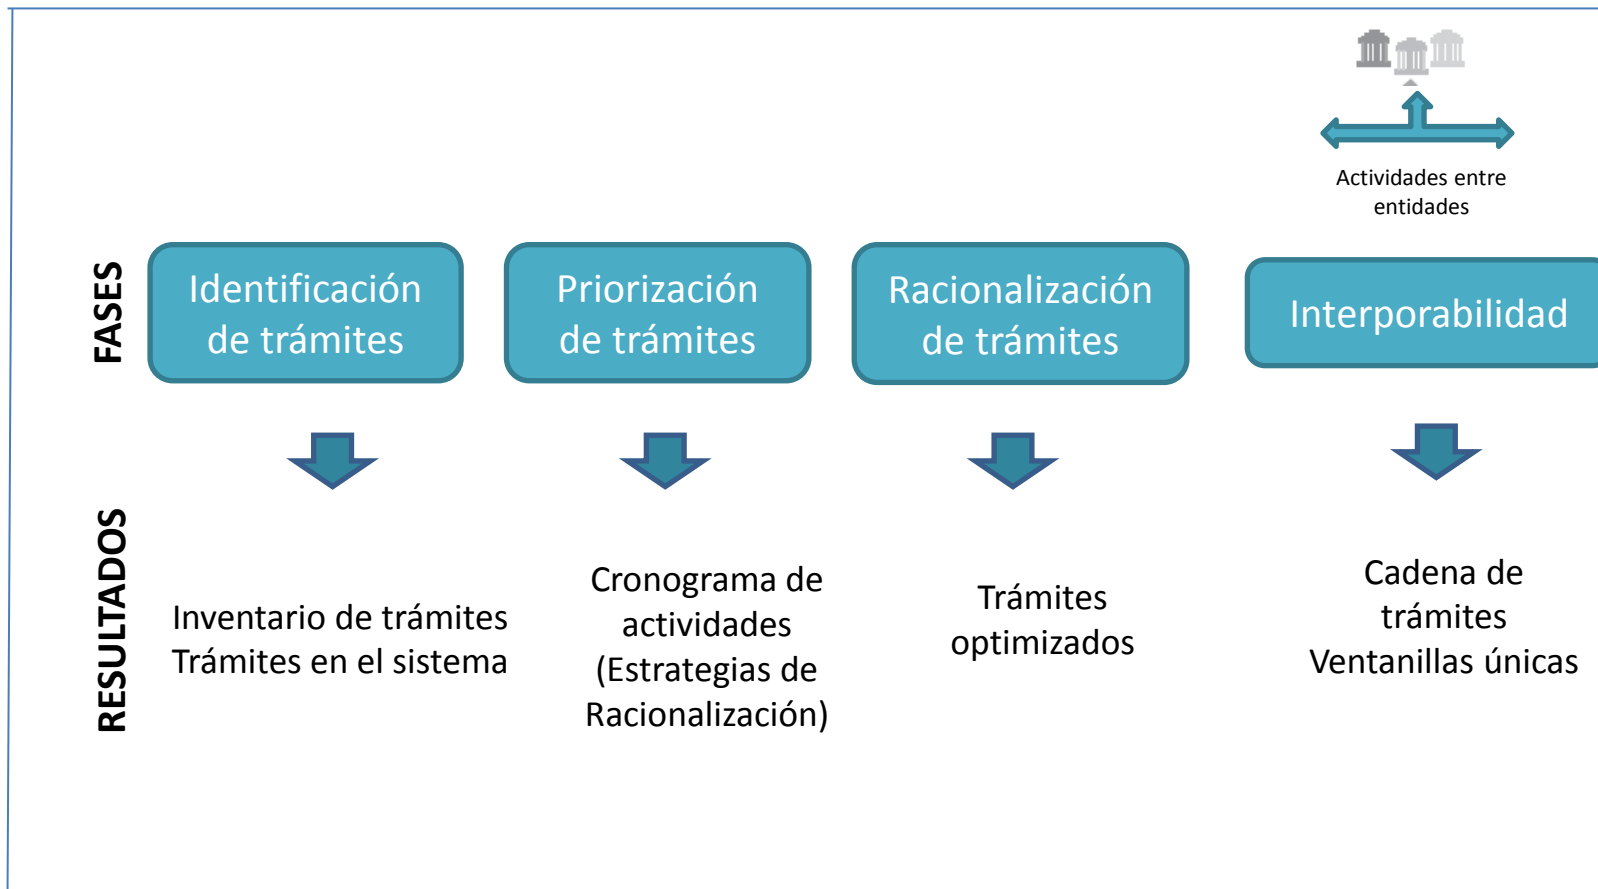 Actividades entre
entidades
FASES
Identificación
de trámites
Priorización
de trámites
Racionalización
de trámites
Interporabilidad
RESULTADOS
Inventario de trámites
Trámites en el sistema
Cronograma de
actividades
(Estrategias de
Racionalización)
Trámites
optimizados
Cadena de
trámites
Ventanillas únicas